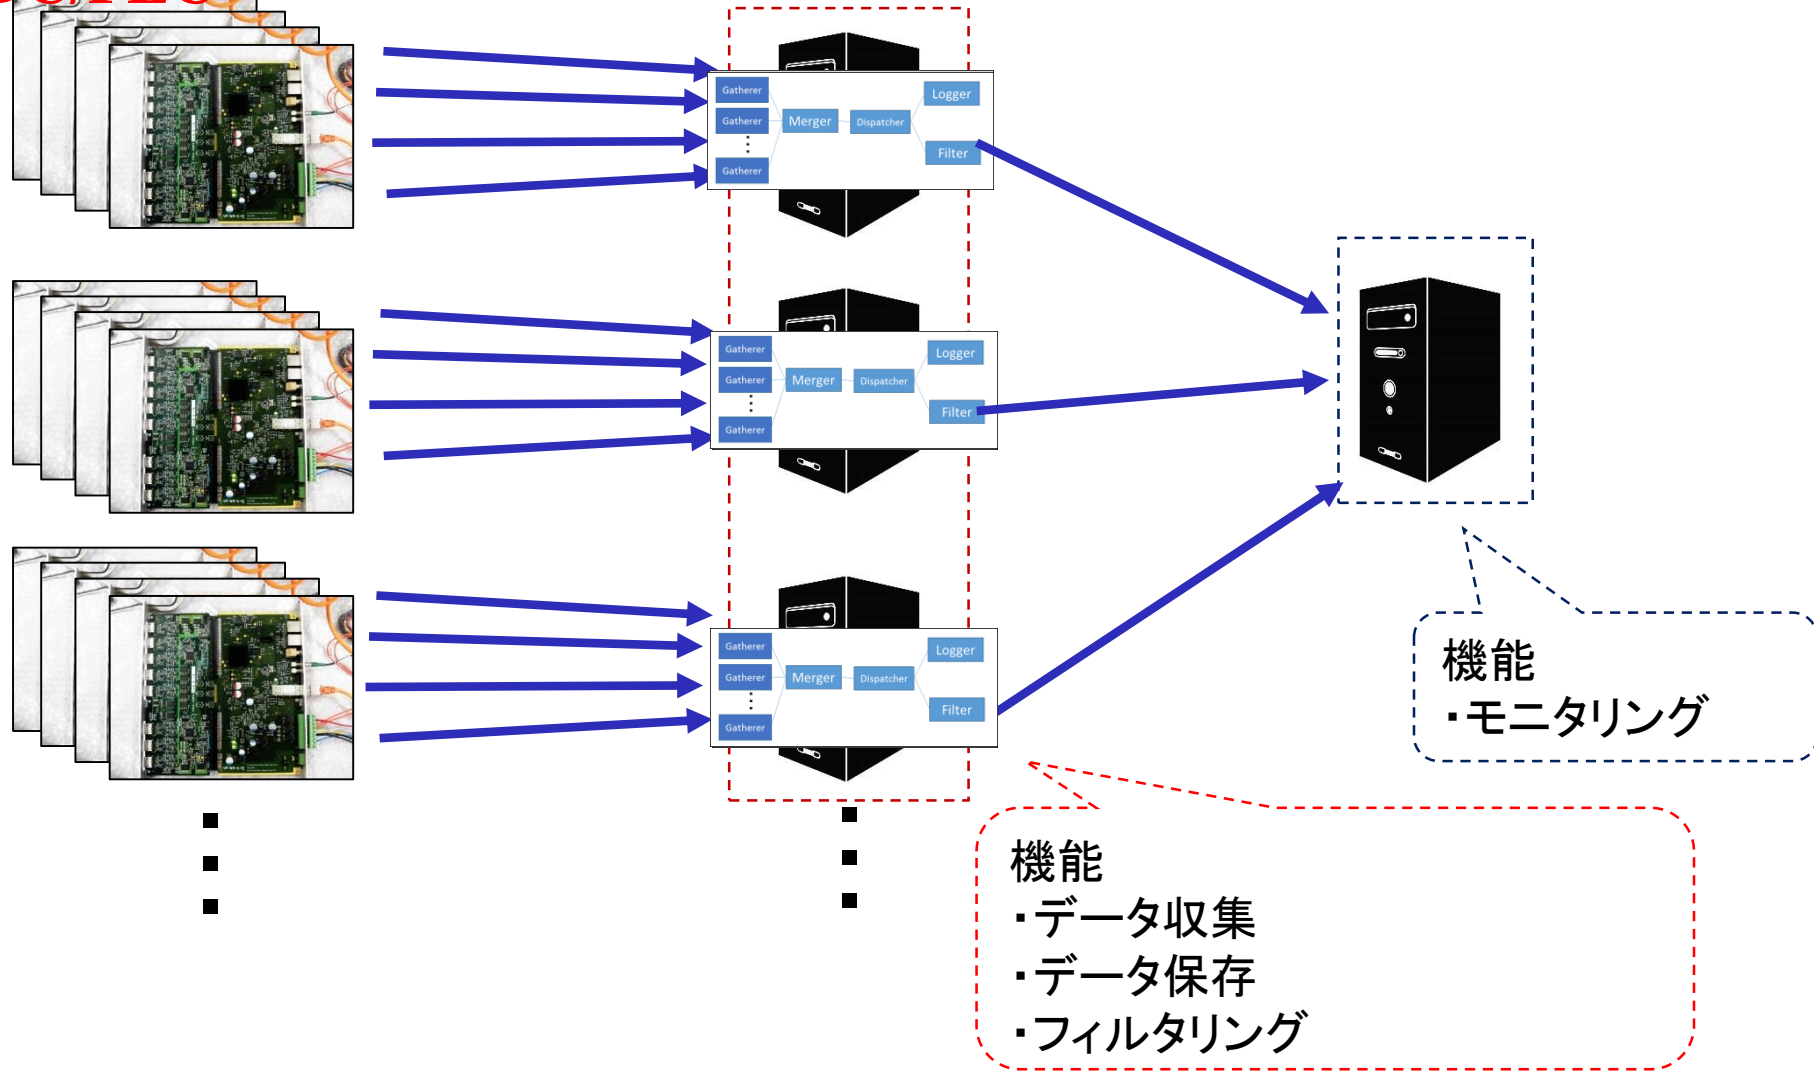 Gatherer
Gatherer
Gatherer
Merger
Dispatcher
Logger
Filter
Gatherer
Gatherer
Gatherer
Merger
Dispatcher
Logger
Filter
Gatherer
Gatherer
Gatherer
Merger
Dispatcher
Logger
Filter
機能
・モニタリング
機能
・データ収集
・データ保存
・フィルタリング